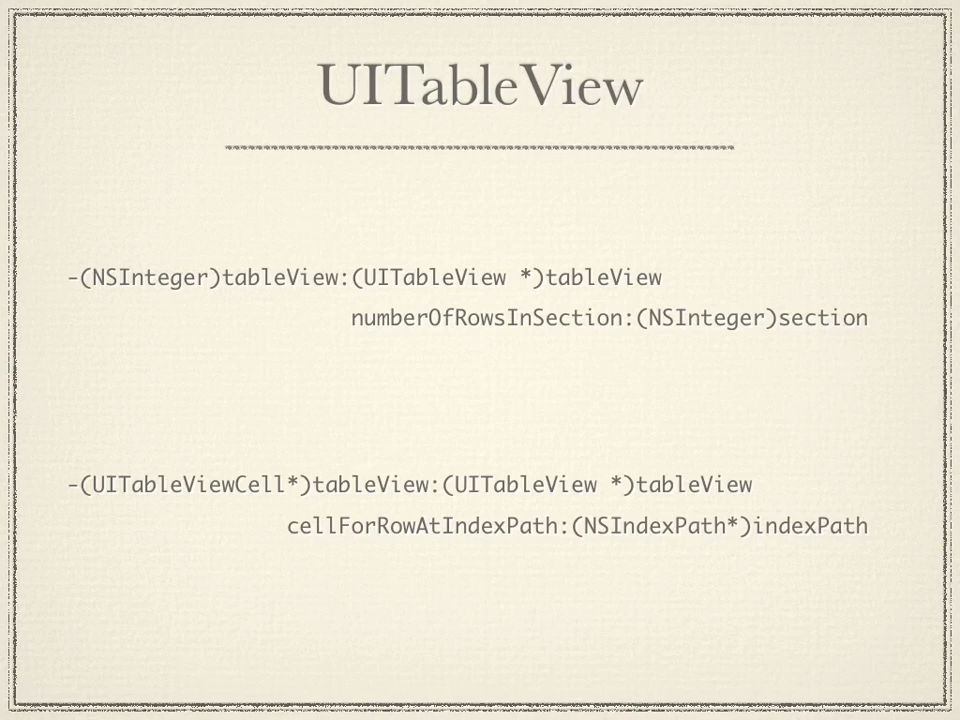 UITableView
-(NSInteger)tableView:(UITableView *)tableView
numberOfRowsInSection:(NSInteger)section
-(UITableViewCell*)tableView:(UITableView *)tableView
cellForRowAtIndexPath:(NSIndexPath*)indexPath